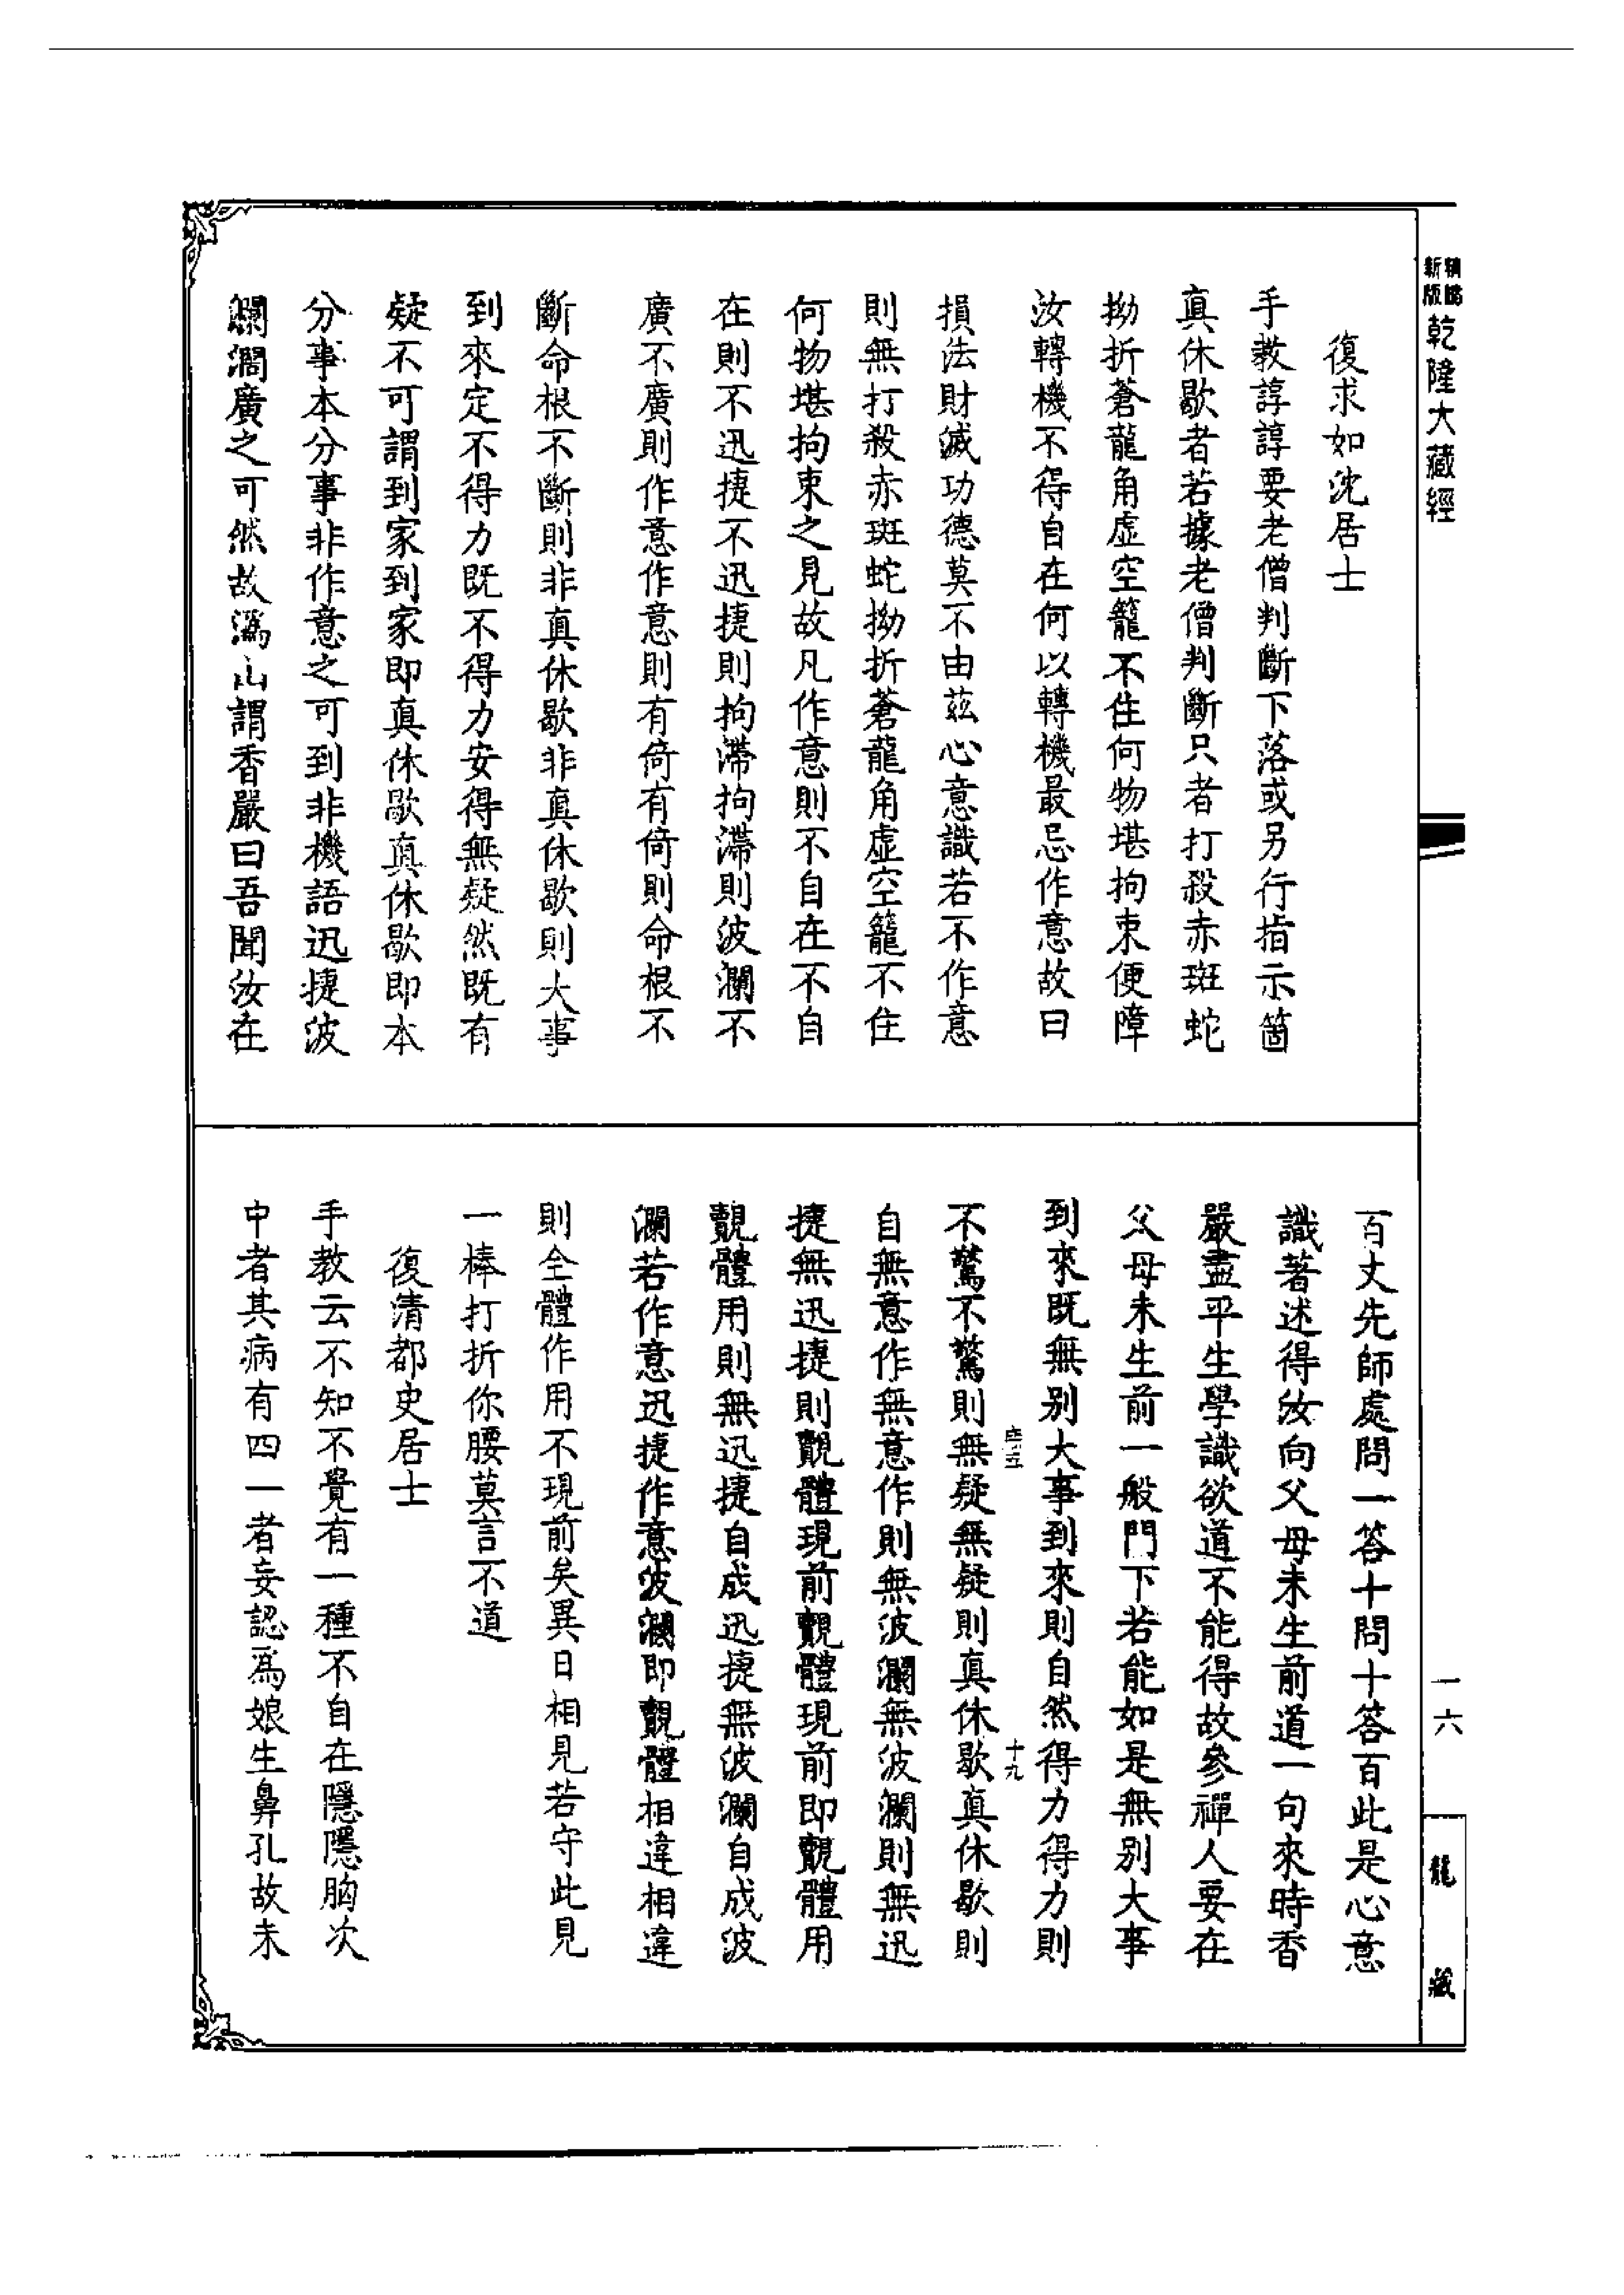 新版
精縮
乾隆大藏經
復求如沈居士
手教諄諄要老僧判斷下落或另行指示箇
真休歇者若據老僧判斷只者打殺赤斑蛇
拗折蒼龍角虛空籠不住何物堪拘束便障
汝轉機不得自在何以轉機最忌作意故曰
損法財滅功德莫不由茲心意識若不作意
則無打殺赤斑蛇拗折蒼龍角虛空籠不住
何物堪拘束之見故凡作意則不自在不自
在則不迅捷不迅捷則拘滯拘滯則波瀾不
廣不廣則作意作意則有倚有倚則命根不
斷命根不斷則非真休歇非真休歇則大事
到來定不得力既不得力安得無疑然既有
疑不可謂到家到家即真休歇真休歇即本
分事本分事非作意之可到非機語迅捷波
瀾濶廣之可然故溈山謂香嚴曰吾聞汝在
百丈先師處問一答十問十答百此是心意
識著述得汝向父母未生前道一句來時香
嚴盡平生學識欲道不能得故參禪人要在
父母未生前一般門下若能如是無別大事
到來既無別大事到來則自然得力得力則
不驚不驚則無疑無疑則真休歇真休歇則
十九
自無意作無意作則無波瀾無波瀾則無迅
捷無迅捷則覿體現前覿體現前即覿體用
覿體用則無迅捷自成迅捷無波瀾自成波
瀾若作意迅捷作意波瀾即覿體相違相違
則全體作用不現前矣異日相見若守此見
一棒打折你腰莫言不道
復清都史居士
手教云不知不覺有一種不自在隱隱胸次
中者其病有四一者妄認爲娘生鼻孔故未
一六
龍藏